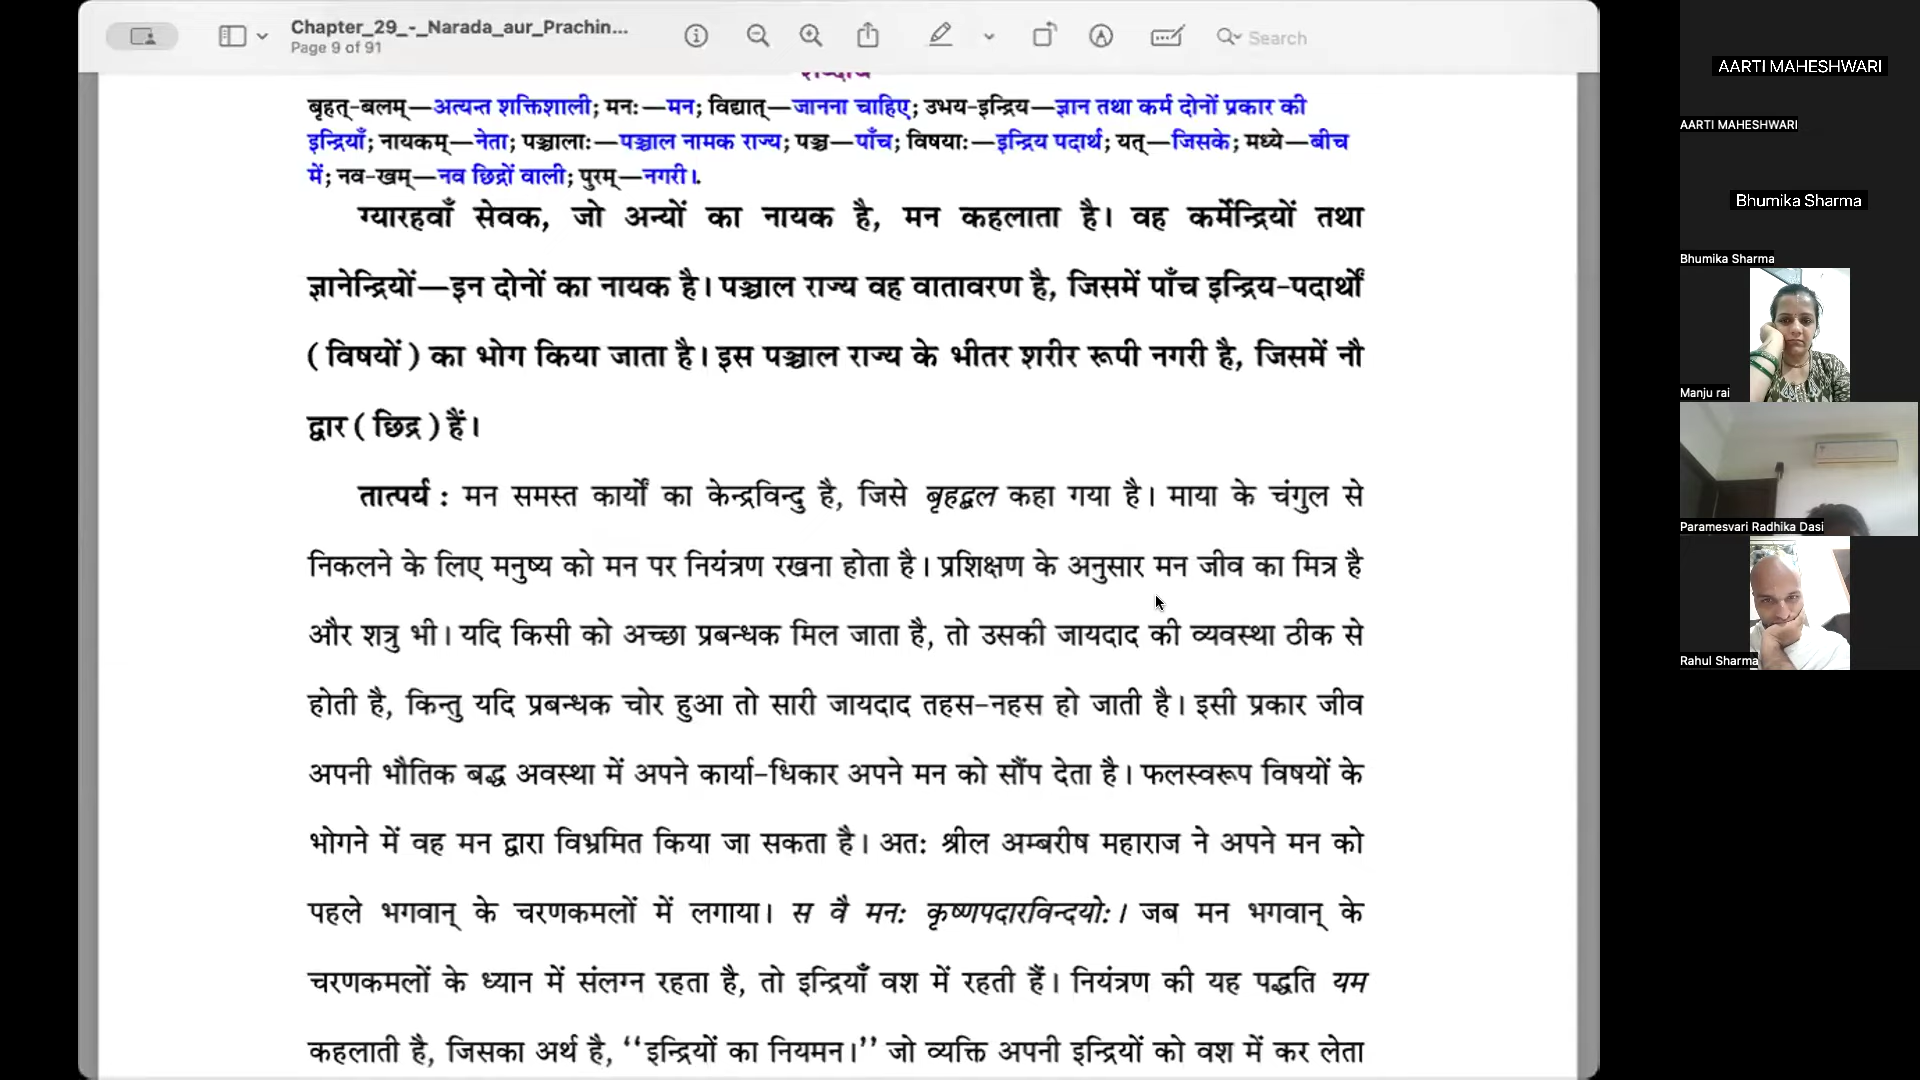 Chapter_29_-_Narada_aur_Prachin...
Page 9 of 91
Search
शब्दार्थ
बृहत्-बलम्—अत्यन्त शक्तिशाली; मनः—मन; विद्यात्—जानना चाहिए; उभय-इन्द्रिय—ज्ञान तथा कर्म दोनों प्रकार की
इन्द्रियाँ; नायकम्—नेता; पञ्चालाः—पञ्चाल नामक राज्य; पञ्च—पाँच; विषयाः—इन्द्रिय पदार्थ; यत्—जिसके; मध्ये—बीच
में; नव-खम्—नव छिद्रों वाली; पुरम्—नगरी।.
ग्यारहवाँ सेवक, जो अन्यों का नायक है, मन कहलाता है। वह कर्मेन्द्रियों तथा
ज्ञानेन्द्रियों—इन दोनों का नायक है। पञ्चाल राज्य वह वातावरण है, जिसमें पाँच इन्द्रिय-पदार्थों
( विषयों ) का भोग किया जाता है। इस पञ्चाल राज्य के भीतर शरीर रूपी नगरी है, जिसमें नौ
द्वार ( छिद्र ) हैं।
तात्पर्य : मन समस्त कार्यों का केन्द्रविन्दु है, जिसे बृहद्बल कहा गया है। माया के चंगुल से
निकलने के लिए मनुष्य को मन पर नियंत्रण रखना होता है। प्रशिक्षण के अनुसार मन जीव का मित्र है
और शत्रु भी। यदि किसी को अच्छा प्रबन्धक मिल जाता है, तो उसकी जायदाद की व्यवस्था ठीक से
होती है, किन्तु यदि प्रबन्धक चोर हुआ तो सारी जायदाद तहस-नहस हो जाती है। इसी प्रकार जीव
अपनी भौतिक बद्ध अवस्था में अपने कार्या-धिकार अपने मन को सौंप देता है। फलस्वरूप विषयों के
भोगने में वह मन द्वारा विभ्रमित किया जा सकता है। अतः श्रील अम्बरीष महाराज ने अपने मन को
पहले भगवान् के चरणकमलों में लगाया। स वै मनः कृष्णपदारविन्दयोः। जब मन भगवान् के
चरणकमलों के ध्यान में संलग्न रहता है, तो इन्द्रियाँ वश में रहती हैं। नियंत्रण की यह पद्धति यम
कहलाती है, जिसका अर्थ है, ‘‘इन्द्रियों का नियमन।’’ जो व्यक्ति अपनी इन्द्रियों को वश में कर लेता
AARTI MAHESHWARI
AARTI MAHESHWARI
Bhumika Sharma
Bhumika Sharma
Manju rai
Paramesvari Radhika Dasi
Rahul Sharma